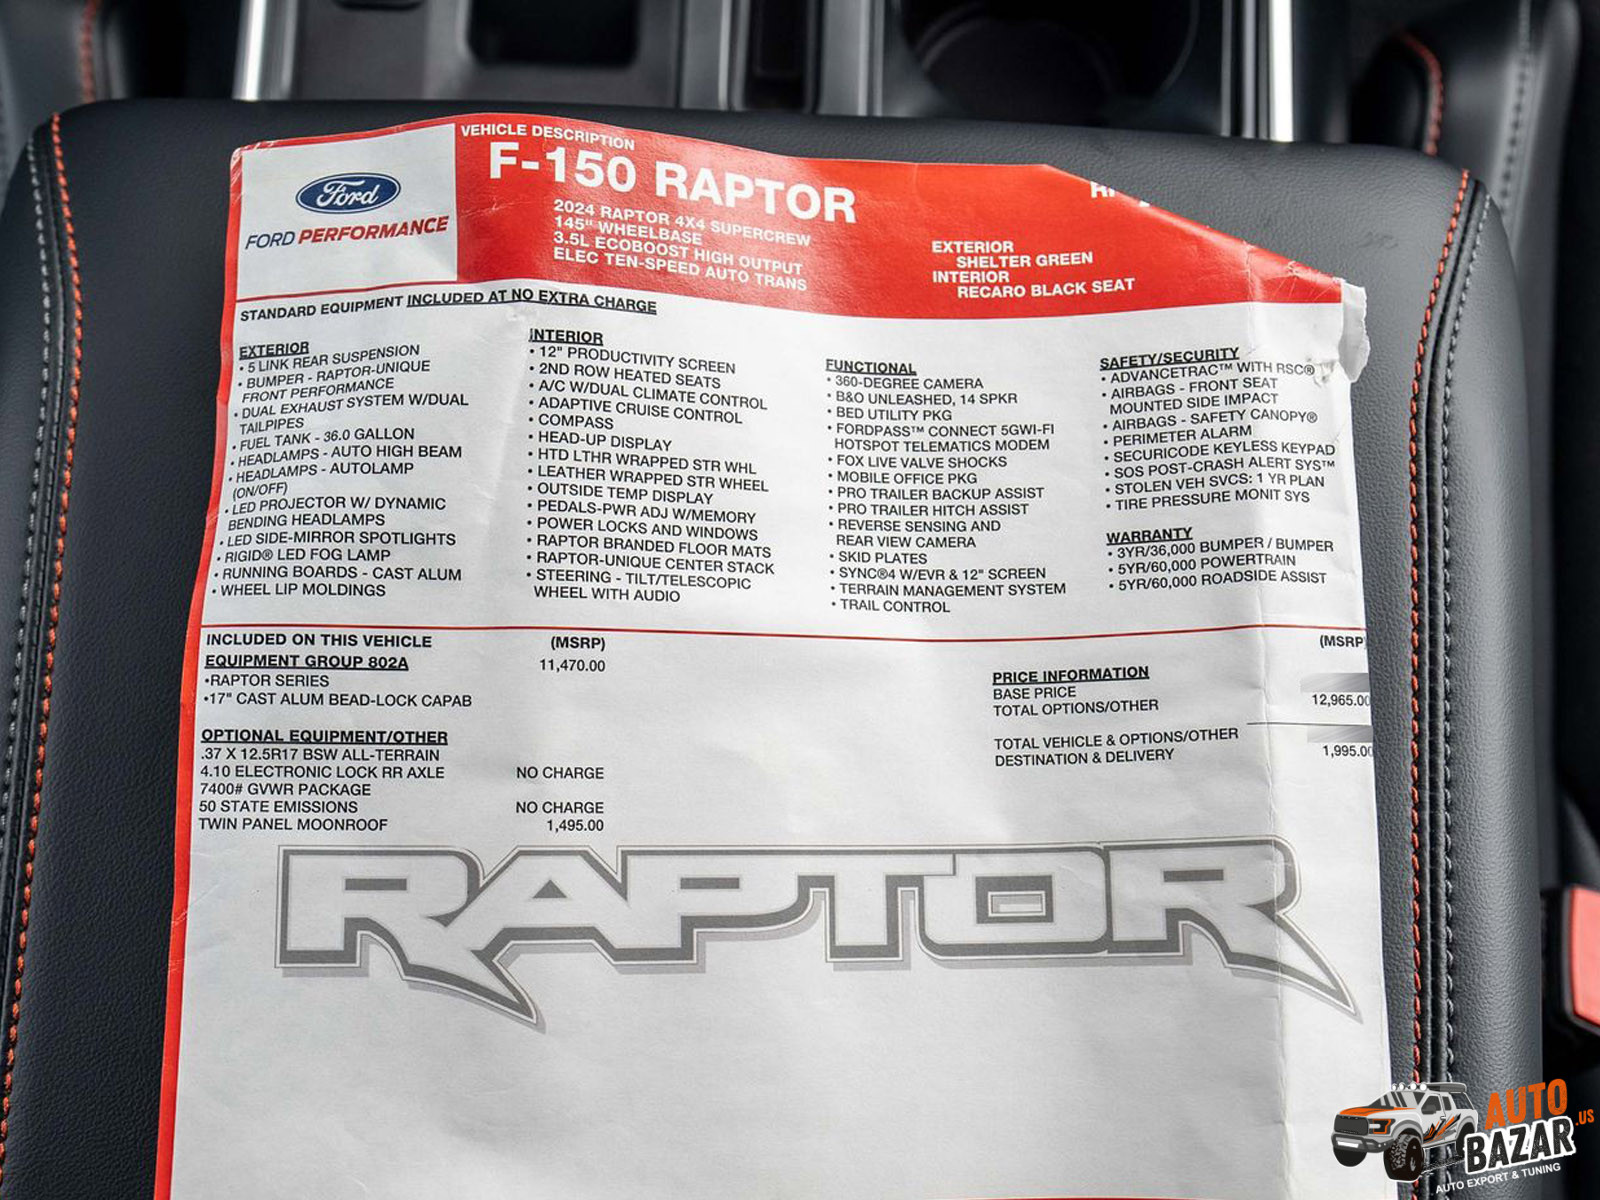 Ford
FORD PERFORMANCE
VEHICLE DESCRIPTION
F-150 RAPTOR
2024 RAPTOR 4X4 SUPERCREW
145" WHEELBASE
3.5L ECOBOOST HIGH OUTPUT
ELEC TEN-SPEED AUTO TRANS
EXTERIOR
SHELTER GREEN
INTERIOR
RECARO BLACK SEAT
STANDARD EQUIPMENT INCLUDED AT NO EXTRA CHARGE
EXTERIOR
• 5 LINK REAR SUSPENSION
• BUMPER - RAPTOR-UNIQUE
FRONT PERFORMANCE
• DUAL EXHAUST SYSTEM W/DUAL
TAILPIPES
• FUEL TANK - 36.0 GALLON
• HEADLAMPS - AUTO HIGH BEAM
• HEADLAMPS - AUTOLAMP
(ON/OFF)
• LED PROJECTOR W/ DYNAMIC
BENDING HEADLAMPS
• LED SIDE-MIRROR SPOTLIGHTS
• RIGID® LED FOG LAMP
• RUNNING BOARDS - CAST ALUM
• WHEEL LIP MOLDINGS
INTERIOR
• 12" PRODUCTIVITY SCREEN
• 2ND ROW HEATED SEATS
• A/C W/DUAL CLIMATE CONTROL
• ADAPTIVE CRUISE CONTROL
• COMPASS
• HEAD-UP DISPLAY
• HTD LTHR WRAPPED STR WHL
• LEATHER WRAPPED STR WHEEL
• OUTSIDE TEMP DISPLAY
• PEDALS-PWR ADJ W/MEMORY
• POWER LOCKS AND WINDOWS
• RAPTOR BRANDED FLOOR MATS
• RAPTOR-UNIQUE CENTER STACK
• STEERING - TILT/TELESCOPIC
WHEEL WITH AUDIO
FUNCTIONAL
• 360-DEGREE CAMERA
• B&O UNLEASHED, 14 SPKR
• BED UTILITY PKG
• FORDPASS™ CONNECT 5GWI-FI
HOTSPOT TELEMATICS MODEM
• FOX LIVE VALVE SHOCKS
• MOBILE OFFICE PKG
• PRO TRAILER BACKUP ASSIST
• PRO TRAILER HITCH ASSIST
• REVERSE SENSING AND
REAR VIEW CAMERA
• SKID PLATES
• SYNC®4 W/EVR & 12" SCREEN
• TERRAIN MANAGEMENT SYSTEM
• TRAIL CONTROL
SAFETY/SECURITY
• ADVANCETRAC™ WITH RSC®
• AIRBAGS - FRONT SEAT
MOUNTED SIDE IMPACT
• AIRBAGS - SAFETY CANOPY®
• PERIMETER ALARM
• SECURICODE KEYLESS KEYPAD
• SOS POST-CRASH ALERT SYS™
• STOLEN VEH SVCS: 1 YR PLAN
• TIRE PRESSURE MONIT SYS
WARRANTY
• 3YR/36,000 BUMPER / BUMPER
• 5YR/60,000 POWERTRAIN
• 5YR/60,000 ROADSIDE ASSIST
INCLUDED ON THIS VEHICLE (MSRP)
EQUIPMENT GROUP 802A 11,470.00
•RAPTOR SERIES
•17" CAST ALUM BEAD-LOCK CAPAB
OPTIONAL EQUIPMENT/OTHER
.37 X 12.5R17 BSW ALL-TERRAIN
4.10 ELECTRONIC LOCK RR AXLE NO CHARGE
7400# GVWR PACKAGE
50 STATE EMISSIONS NO CHARGE
TWIN PANEL MOONROOF 1,495.00
(MSRP)
PRICE INFORMATION
BASE PRICE
TOTAL OPTIONS/OTHER 12,965.00
TOTAL VEHICLE & OPTIONS/OTHER
DESTINATION & DELIVERY 1,995.00
RAPTOR
AUTO
BAZAR.US
AUTO EXPORT & TUNING